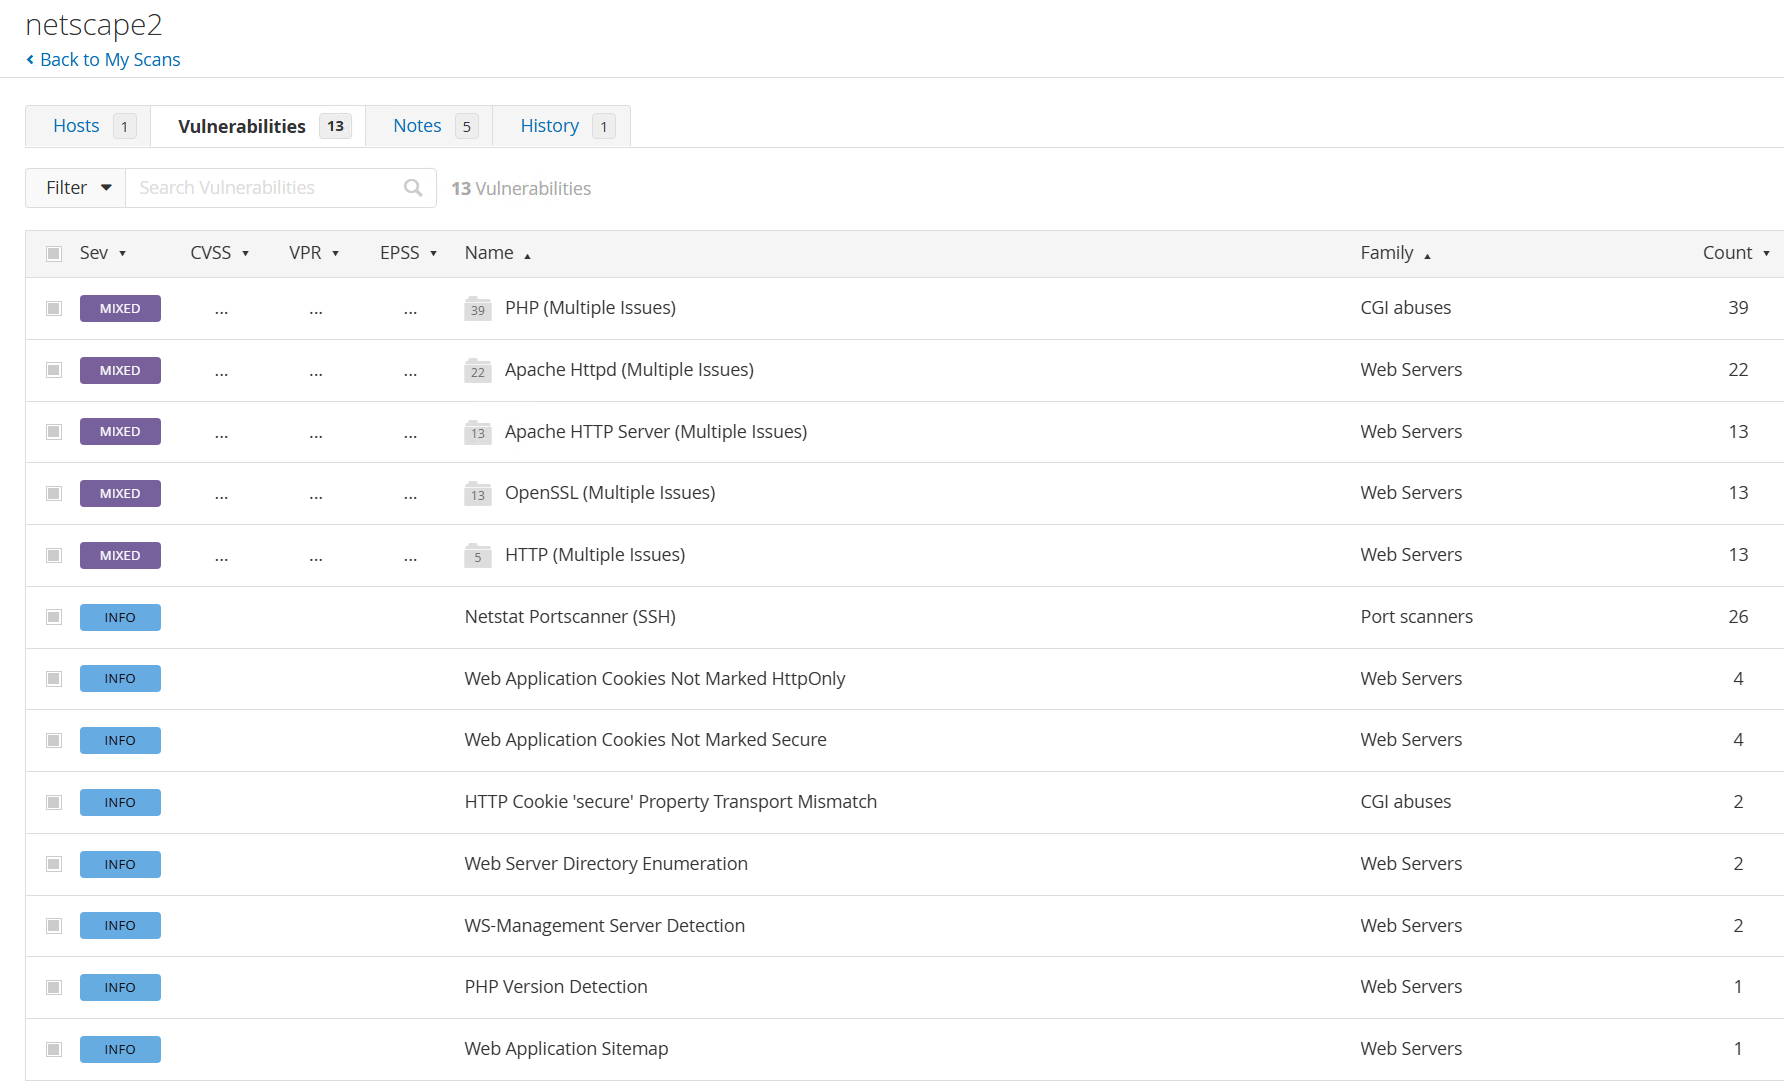 netscape2
Back to My Scans
Hosts 1 Vulnerabilities 13 Notes 5 History 1
Filter Search Vulnerabilities 13 Vulnerabilities
Sev CVSS VPR EPSS Name Family Count
MIXED ... ... ... 39 PHP (Multiple Issues) CGI abuses 39
MIXED ... ... ... 22 Apache Httpd (Multiple Issues) Web Servers 22
MIXED ... ... ... 13 Apache HTTP Server (Multiple Issues) Web Servers 13
MIXED ... ... ... 13 OpenSSL (Multiple Issues) Web Servers 13
MIXED ... ... ... 5 HTTP (Multiple Issues) Web Servers 13
INFO Netstat Portscanner (SSH) Port scanners 26
INFO Web Application Cookies Not Marked HttpOnly Web Servers 4
INFO Web Application Cookies Not Marked Secure Web Servers 4
INFO HTTP Cookie 'secure' Property Transport Mismatch CGI abuses 2
INFO Web Server Directory Enumeration Web Servers 2
INFO WS-Management Server Detection Web Servers 2
INFO PHP Version Detection Web Servers 1
INFO Web Application Sitemap Web Servers 1